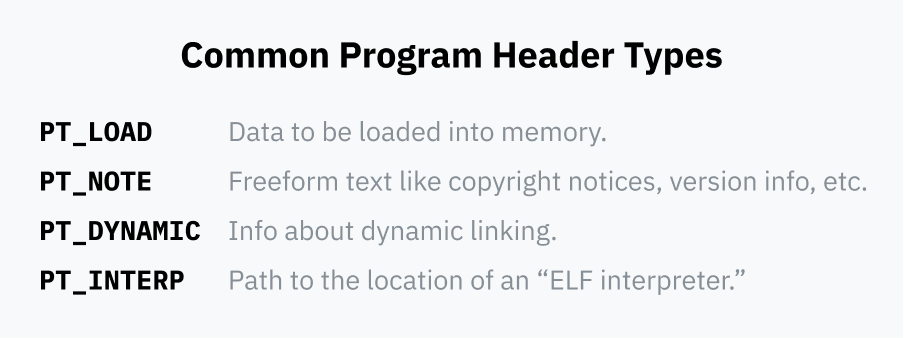 Common Program Header Types
PT_LOAD Data to be loaded into memory.
PT_NOTE Freeform text like copyright notices, version info, etc.
PT_DYNAMIC Info about dynamic linking.
PT_INTERP Path to the location of an “ELF interpreter.”